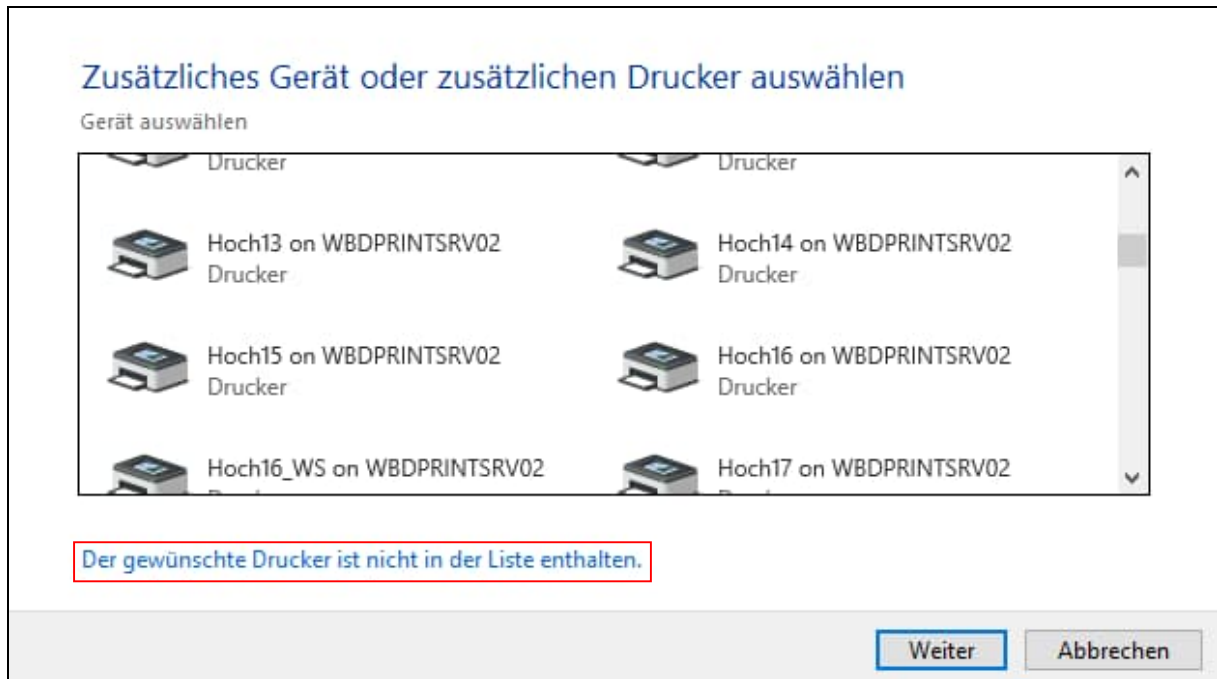 Zusätzliches Gerät oder zusätzlichen Drucker auswählen
Gerät auswählen
Drucker Drucker
Hoch13 on WBDPRINTSRV02 Hoch14 on WBDPRINTSRV02
Drucker Drucker
Hoch15 on WBDPRINTSRV02 Hoch16 on WBDPRINTSRV02
Drucker Drucker
Hoch16_WS on WBDPRINTSRV02 Hoch17 on WBDPRINTSRV02
Der gewünschte Drucker ist nicht in der Liste enthalten.
Weiter Abbrechen